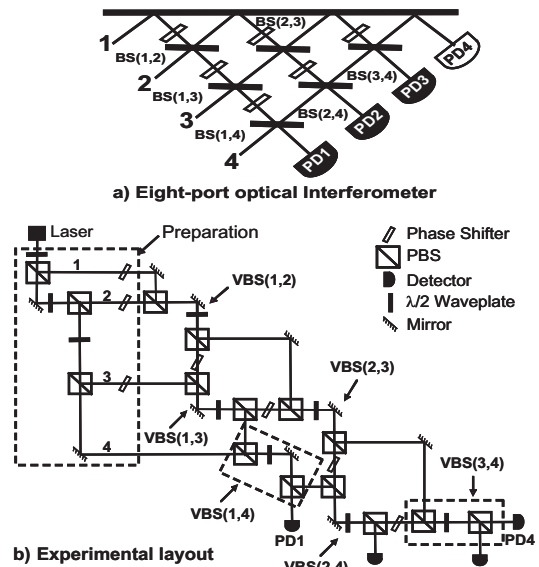 BS(2,3)
1
BS(1,2)
PD4
2
BS(3,4)
PD3
BS(1,3)
3
BS(2,4)
PD2
BS(1,4)
4
PD1
a) Eight-port optical Interferometer
Laser
Preparation
Phase Shifter
PBS
Detector
λ/2 Waveplate
Mirror
1
VBS(1,2)
2
VBS(2,3)
3
VBS(1,3)
VBS(3,4)
4
VBS(1,4)
PD1
PD4
b) Experimental layout
VBS(2,4)